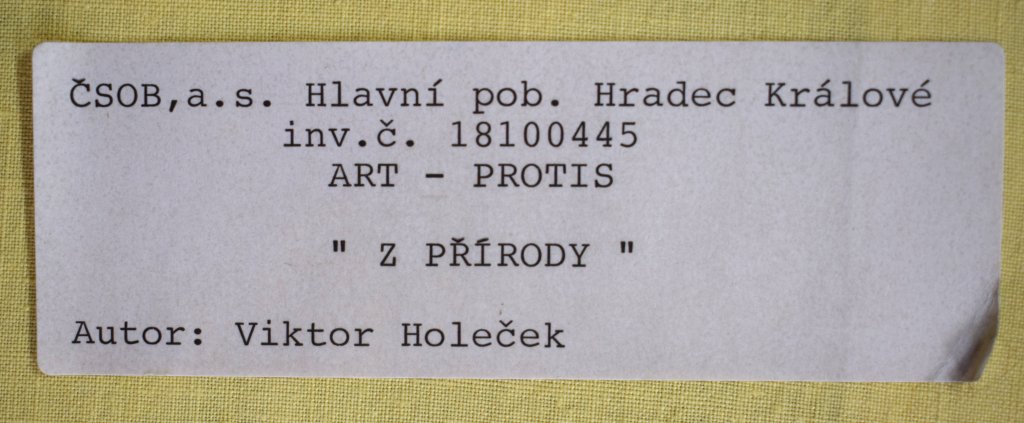 ČSOB,a.s. Hlavní pob. Hradec Králové
inv.č. 18100445
ART - PROTIS
" Z PŘÍRODY "
Autor: Viktor Holeček